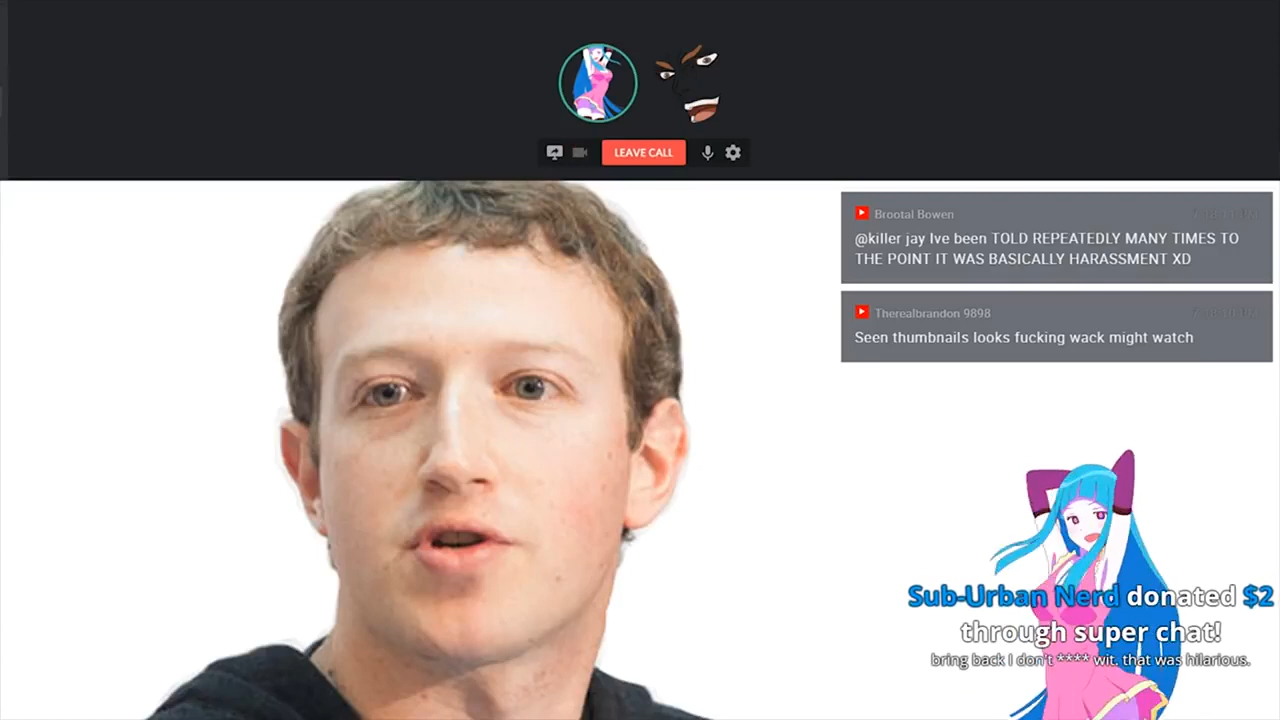 LEAVE CALL
Brootal Bowen
@killer jay Ive been TOLD REPEATEDLY MANY TIMES TO
THE POINT IT WAS BASICALLY HARASSMENT XD
Therealbrandon 9898
Seen thumbnails looks fucking wack might watch
Sub-Urban Nerd donated $2
through super chat!
bring back I don't **** wit. that was hilarious.